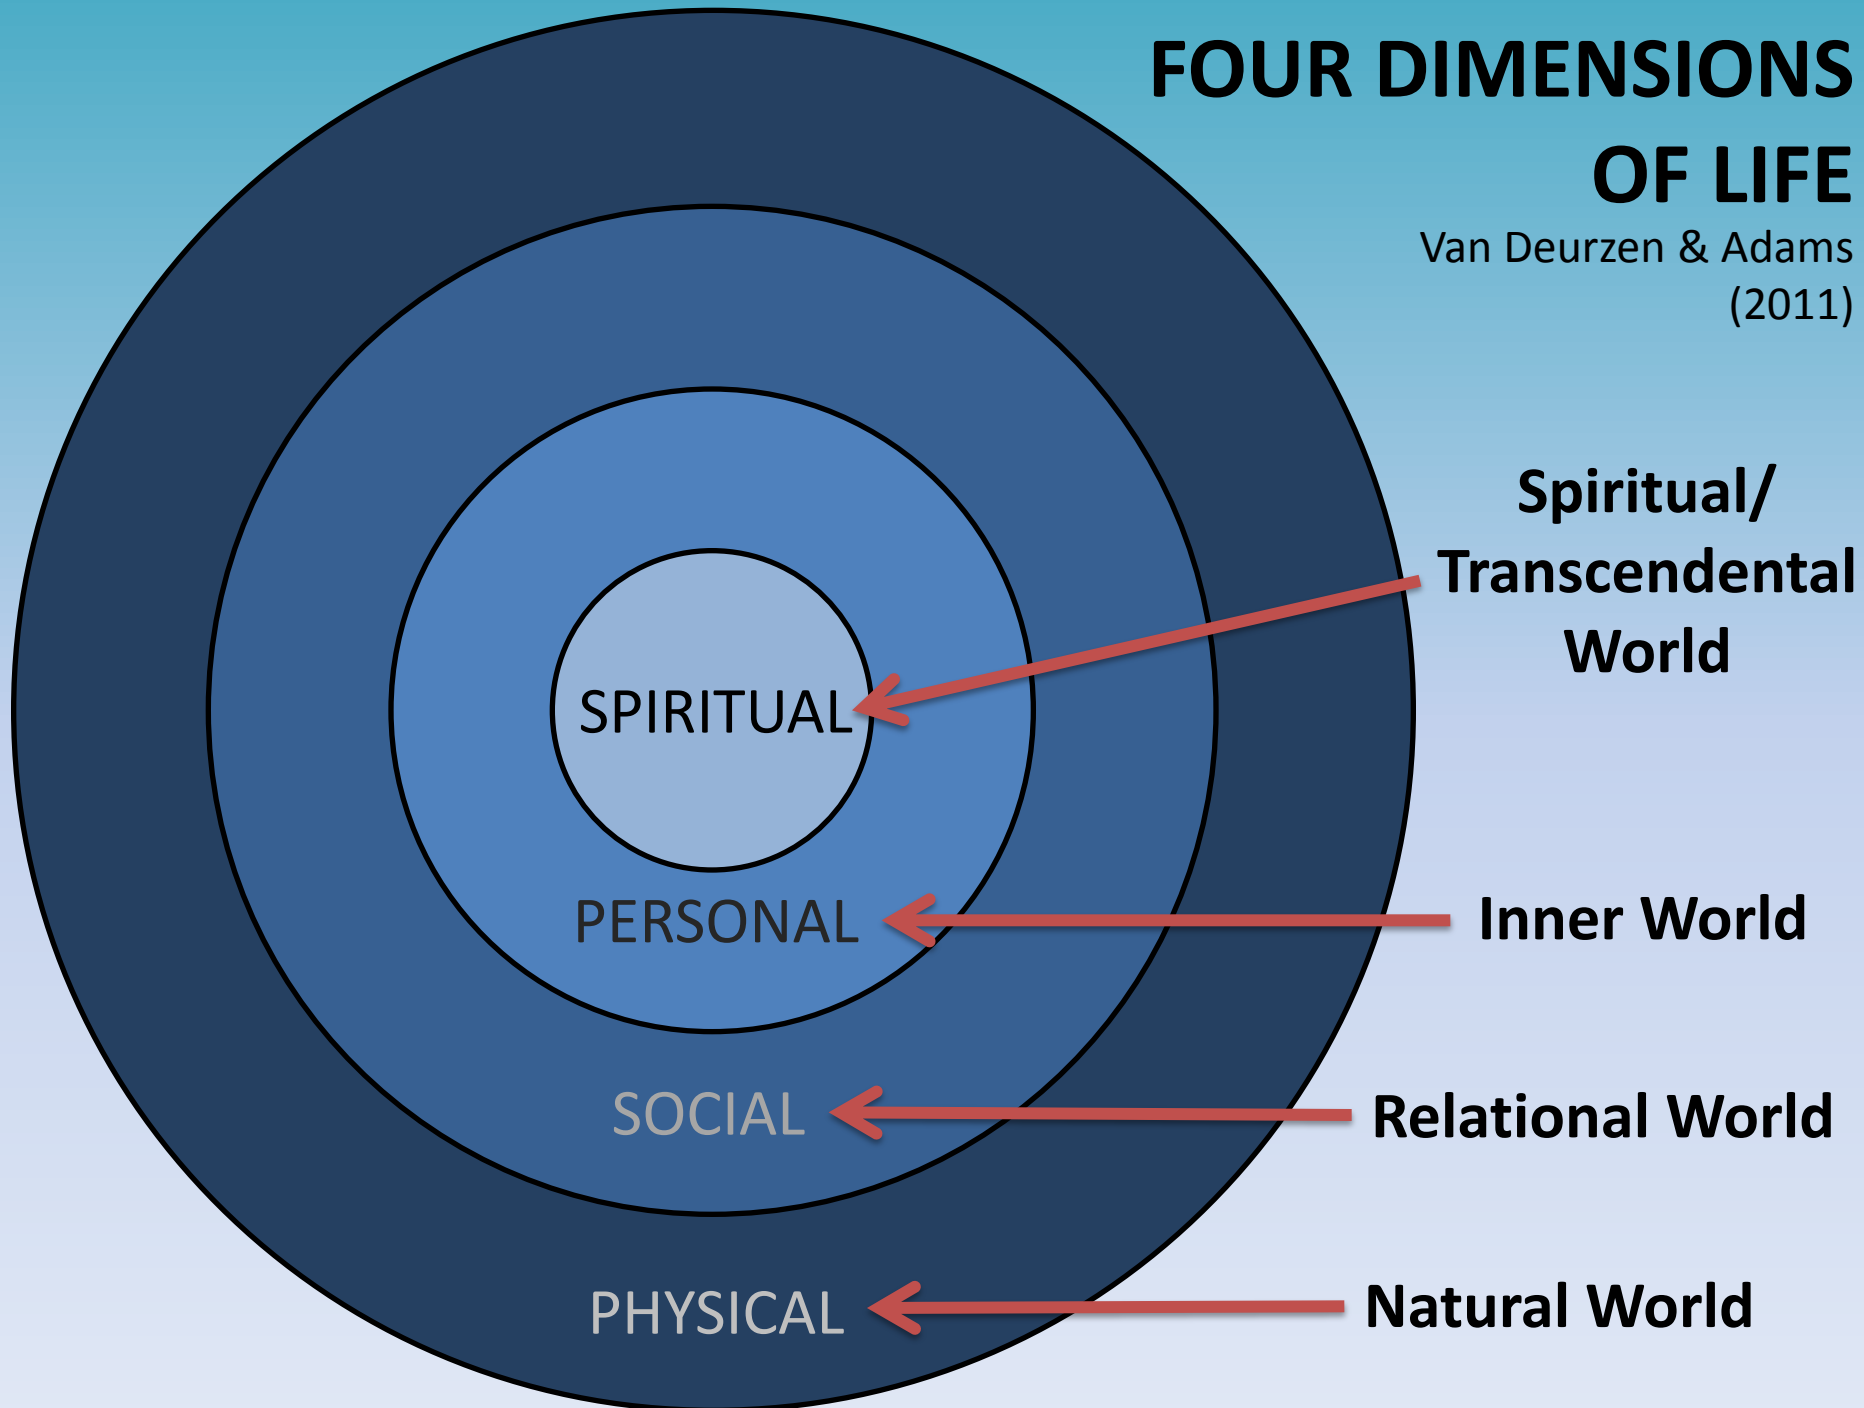 FOUR DIMENSIONS
OF LIFE
Van Deurzen & Adams
(2011)
Spiritual/
Transcendental
World
SPIRITUAL
PERSONAL
Inner World
SOCIAL
Relational World
PHYSICAL
Natural World